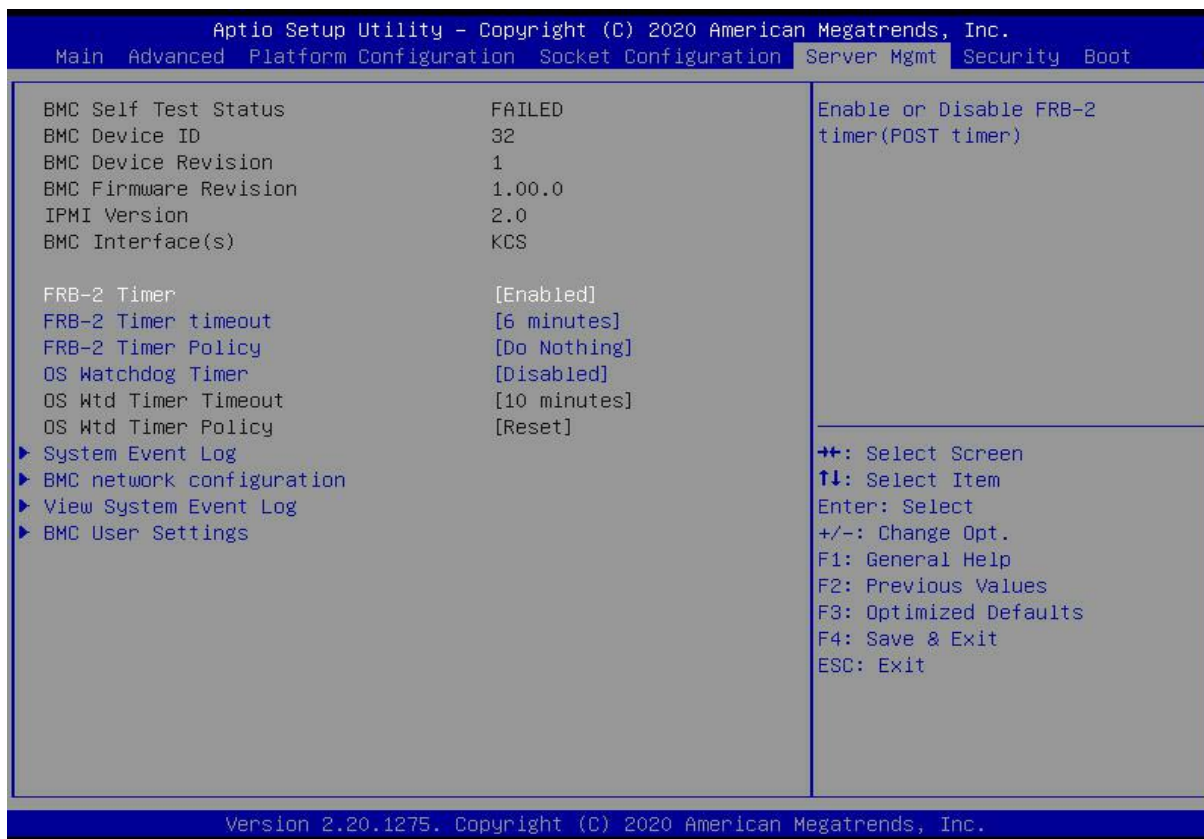 Aptio Setup Utility – Copyright (C) 2020 American Megatrends, Inc.
Main Advanced Platform Configuration Socket Configuration Server Mgmt Security Boot
BMC Self Test Status FAILED
BMC Device ID 32
BMC Device Revision 1
BMC Firmware Revision 1.00.0
IPMI Version 2.0
BMC Interface(s) KCS
FRB-2 Timer [Enabled]
FRB-2 Timer timeout [6 minutes]
FRB-2 Timer Policy [Do Nothing]
OS Watchdog Timer [Disabled]
OS Wtd Timer Timeout [10 minutes]
OS Wtd Timer Policy [Reset]
System Event Log
BMC network configuration
View System Event Log
BMC User Settings
Enable or Disable FRB-2
timer(POST timer)
→←: Select Screen
↑↓: Select Item
Enter: Select
+/-: Change Opt.
F1: General Help
F2: Previous Values
F3: Optimized Defaults
F4: Save & Exit
ESC: Exit
Version 2.20.1275. Copyright (C) 2020 American Megatrends, Inc.